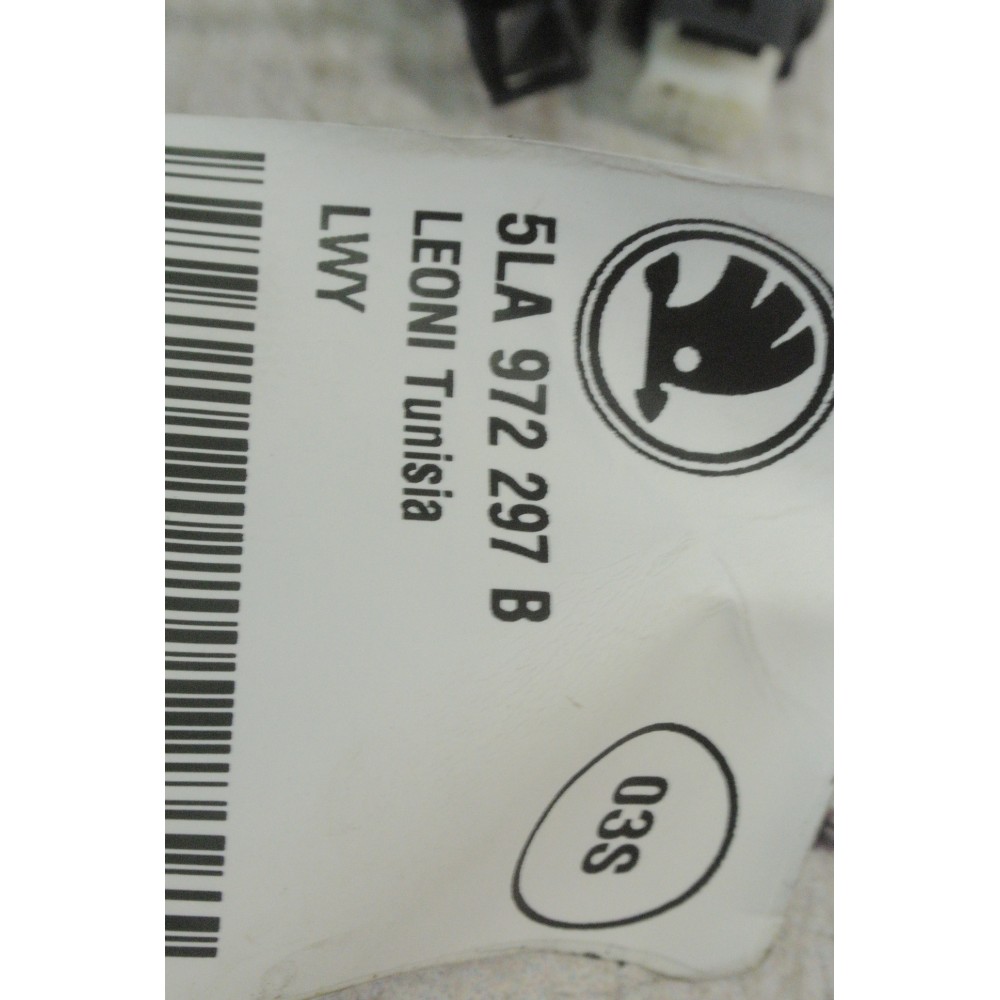 5LA 972 297 B
LEONI Tunisia
LWY
03S